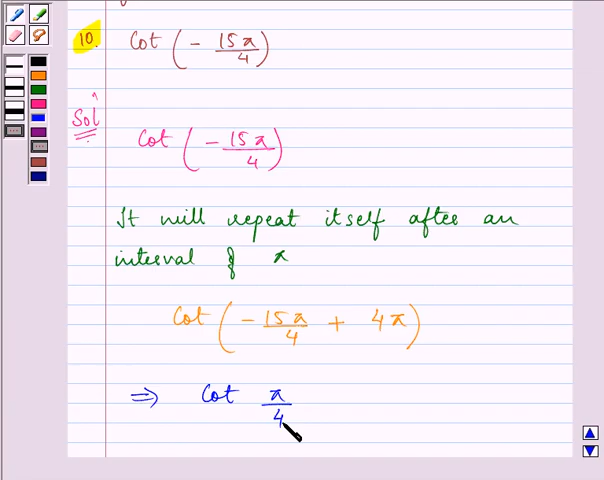 10. Cot (- 15π/4)
Solⁿ
Cot (- 15π/4)
It will repeat itself after an
interval of π
Cot (- 15π/4 + 4π)
⇒ Cot π/4